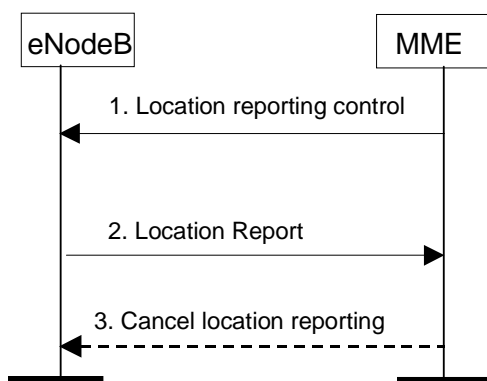 eNodeB
MME
1. Location reporting control
2. Location Report
3. Cancel location reporting